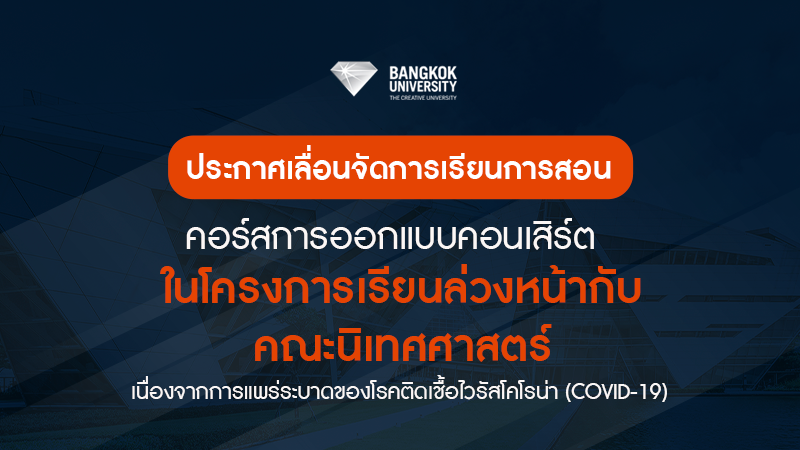 BANGKOK
UNIVERSITY
THE CREATIVE UNIVERSITY
ประกาศเลื่อนจัดการเรียนการสอน
คอร์สการออกแบบคอนเสิร์ต
ในโครงการเรียนล่วงหน้ากับ
คณะนิเทศศาสตร์
เนื่องจากการแพร่ระบาดของโรคติดเชื้อไวรัสโคโรน่า (COVID-19)